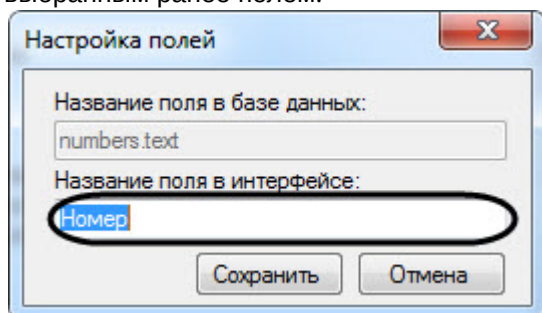 выбранным ранее полем.
Настройка полей
Название поля в базе данных:
numbers.text
Название поля в интерфейсе:
Номер
Сохранить Отмена